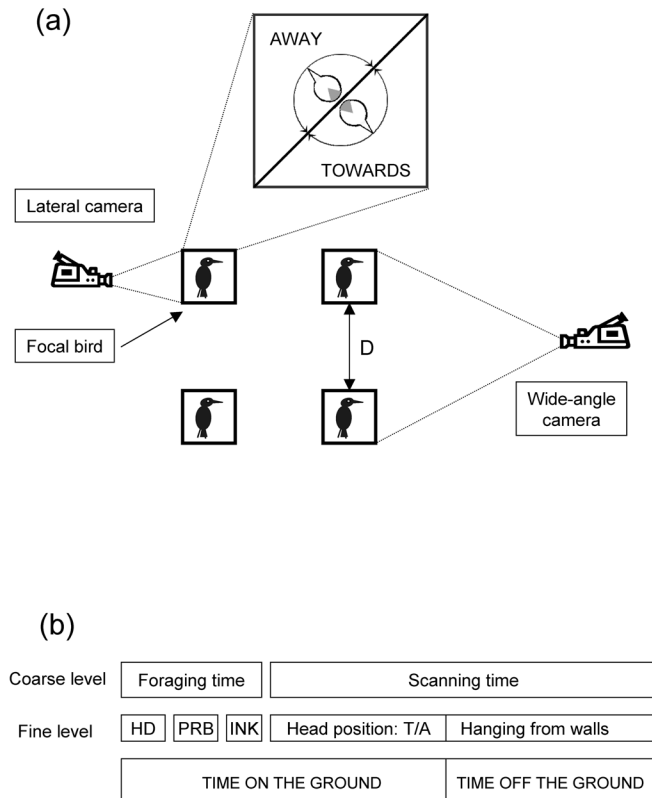 (a)
AWAY
TOWARDS
Lateral camera
Focal bird
D
Wide-angle
camera
(b)
Coarse level Foraging time Scanning time
Fine level HD PRB INK Head position: T/A Hanging from walls
TIME ON THE GROUND TIME OFF THE GROUND